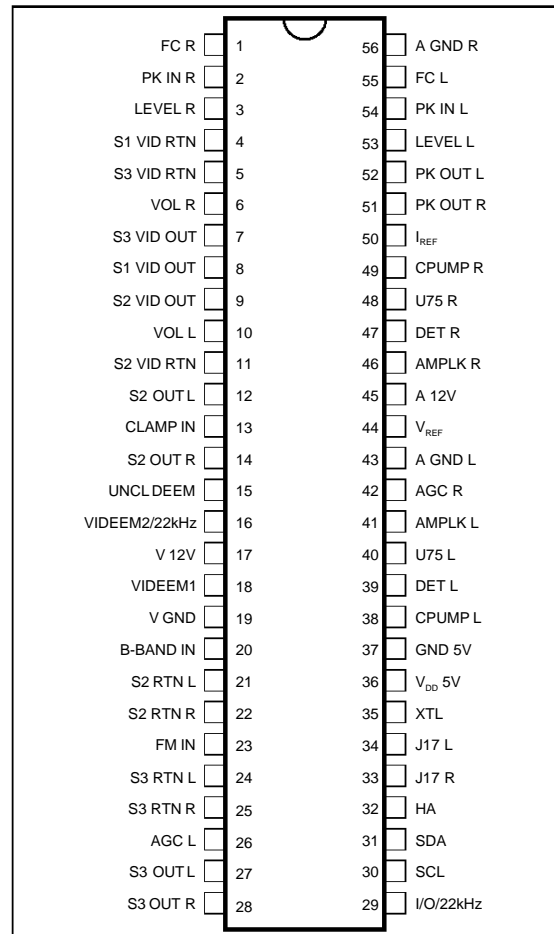 FC R 1 56 A GND R
PK IN R 2 55 FC L
LEVEL R 3 54 PK IN L
S1 VID RTN 4 53 LEVEL L
S3 VID RTN 5 52 PK OUT L
VOL R 6 51 PK OUT R
S3 VID OUT 7 50 IREF
S1 VID OUT 8 49 CPUMP R
S2 VID OUT 9 48 U75 R
VOL L 10 47 DET R
S2 VID RTN 11 46 AMPLK R
S2 OUT L 12 45 A 12V
CLAMP IN 13 44 VREF
S2 OUT R 14 43 A GND L
UNCL DEEM 15 42 AGC R
VIDEEM2/22kHz 16 41 AMPLK L
V 12V 17 40 U75 L
VIDEEM1 18 39 DET L
V GND 19 38 CPUMP L
B-BAND IN 20 37 GND 5V
S2 RTN L 21 36 VDD 5V
S2 RTN R 22 35 XTL
FM IN 23 34 J17 L
S3 RTN L 24 33 J17 R
S3 RTN R 25 32 HA
AGC L 26 31 SDA
S3 OUT L 27 30 SCL
S3 OUT R 28 29 I/O/22kHz